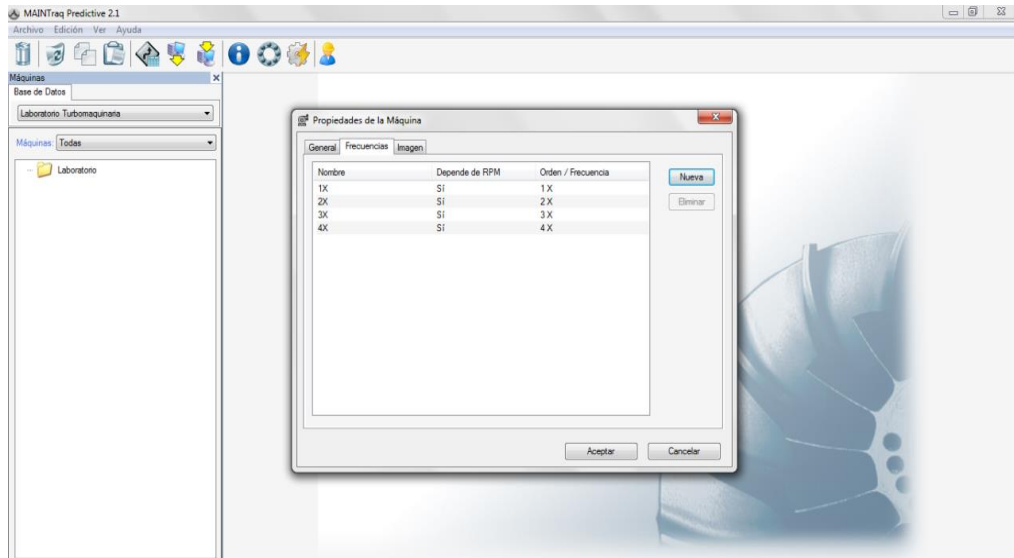 MAINTraq Predictive 2.1
Archivo Edición Ver Ayuda
Máquinas
Base de Datos
Laboratorio Turbomaquinaria
Máquinas: Todas
Laboratorio
Propiedades de la Máquina
General Frecuencias Imagen
Nombre Depende de RPM Orden / Frecuencia
1X Sí 1 X
2X Sí 2 X
3X Sí 3 X
4X Sí 4 X
Nueva
Eliminar
Aceptar Cancelar